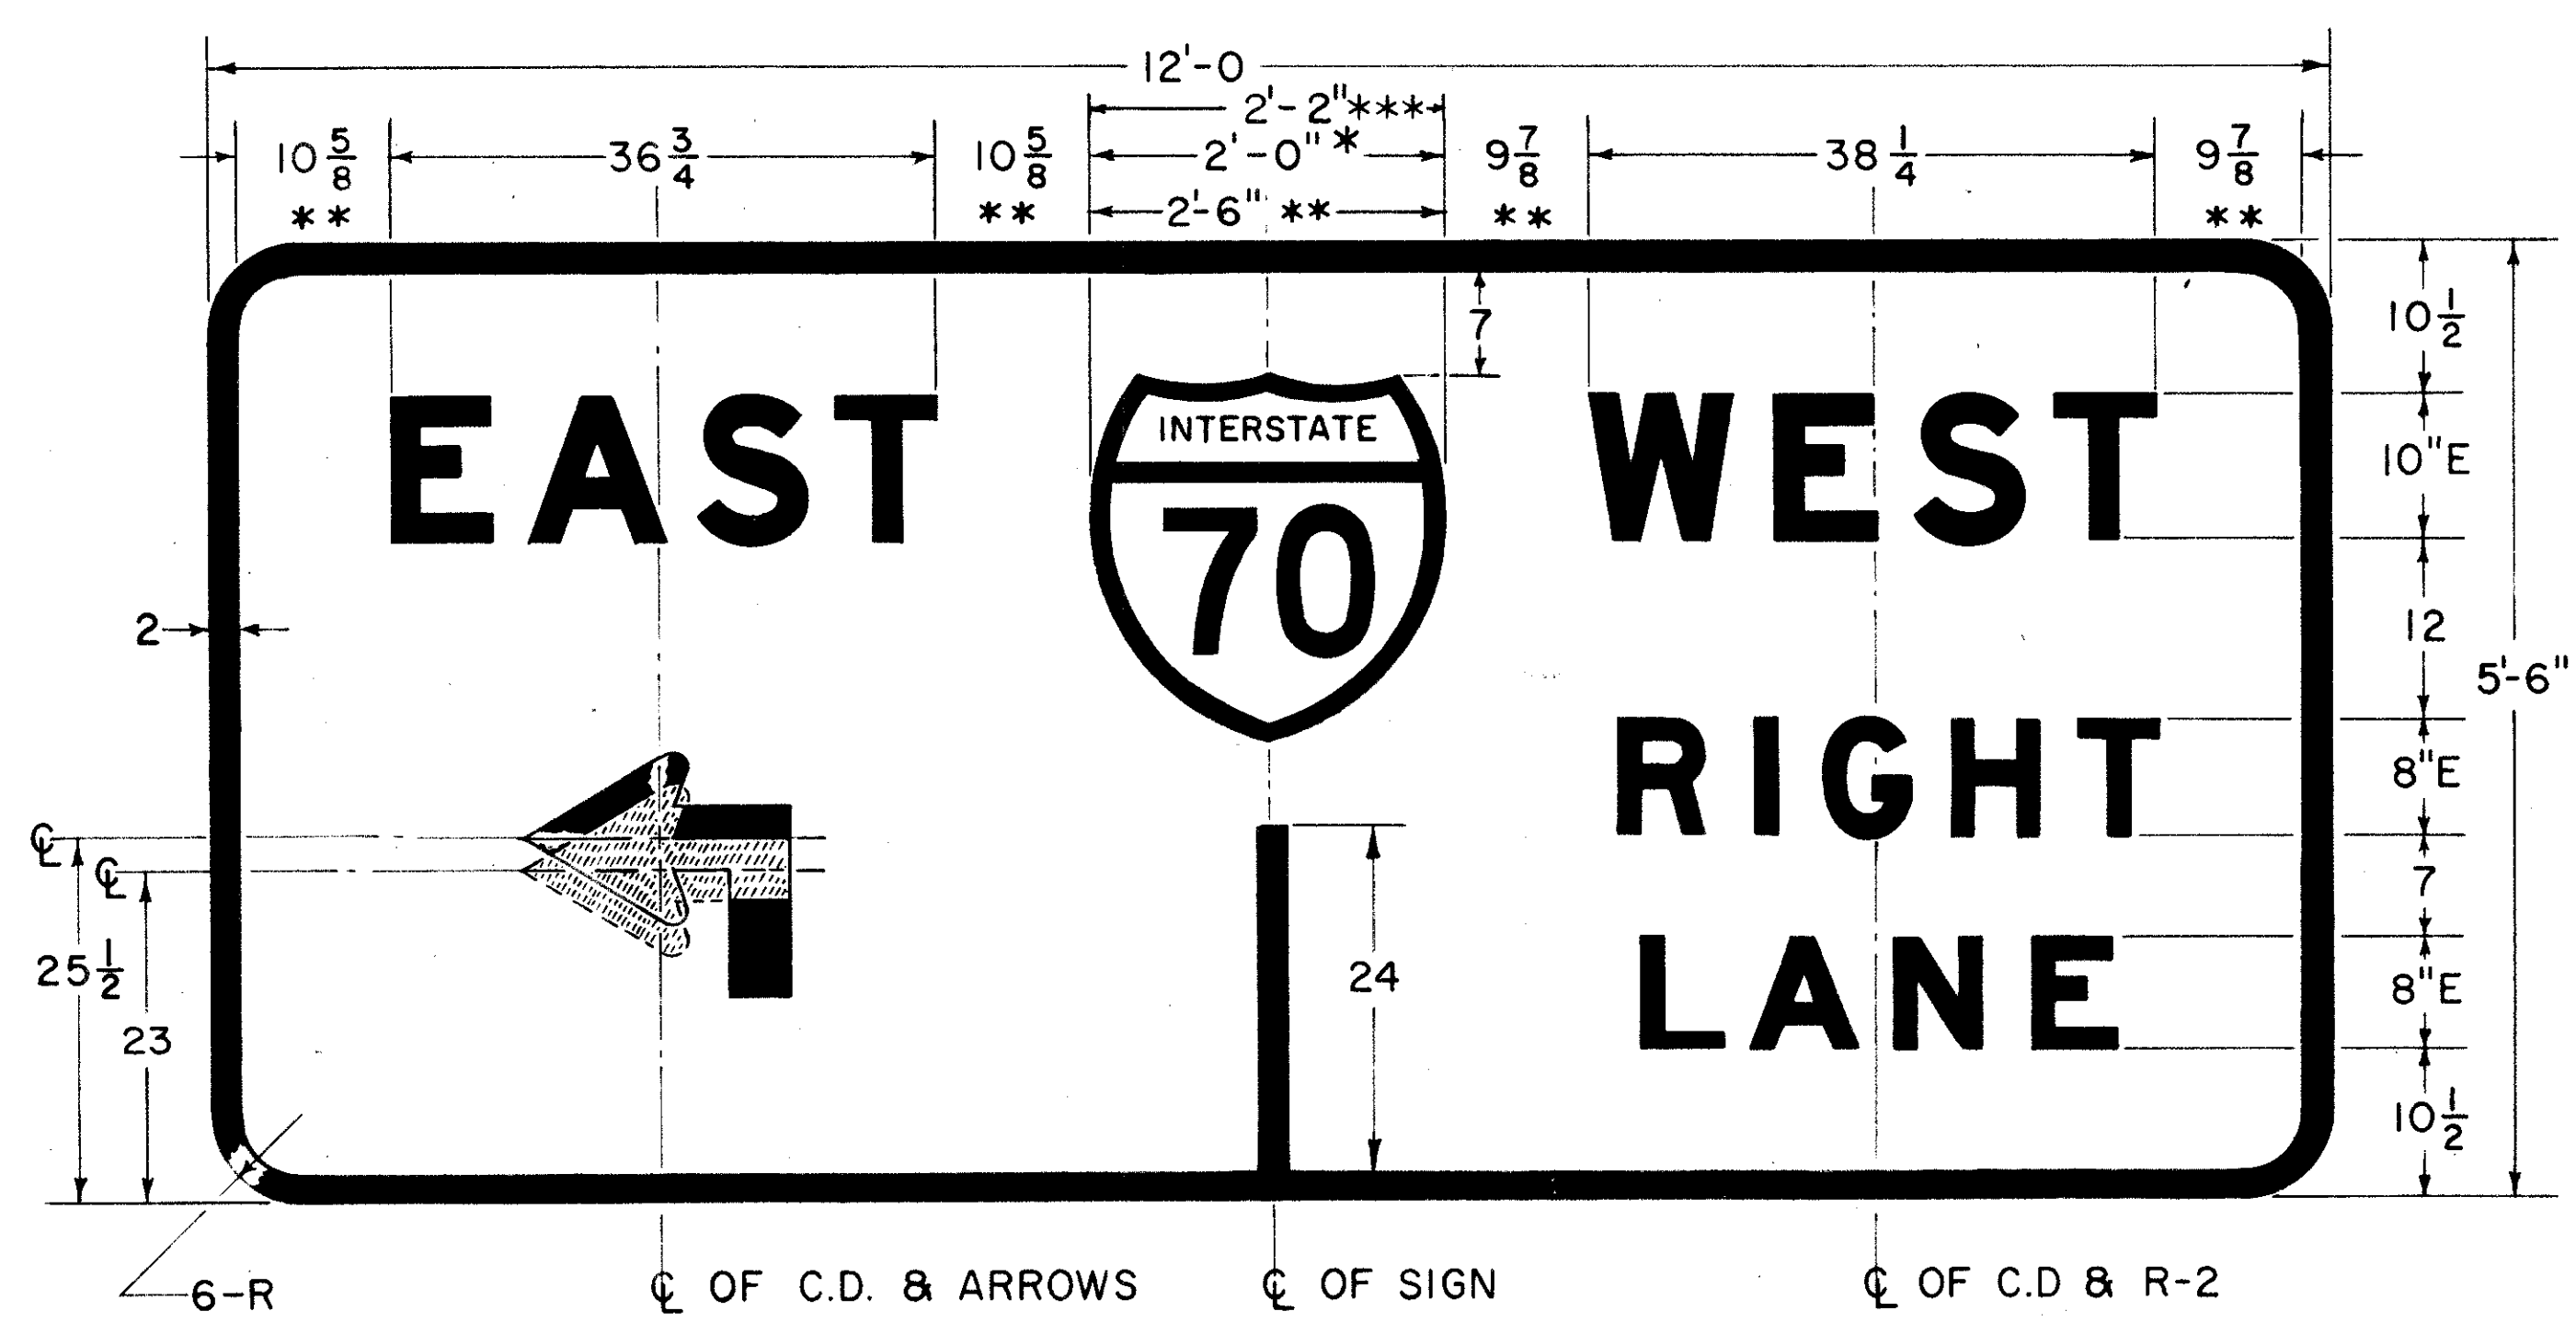 12'-0
2'-2"***
10 5/8 36 3/4 10 5/8 2'-0"* 9 7/8 38 1/4 9 7/8
** ** 2'-6" ** ** **
10 1/2
7
INTERSTATE
EAST 70 WEST
10"E
2
12
5'-6"
RIGHT
8"E
℄
℄
7
25 1/2
24
LANE
8"E
23
10 1/2
6-R
℄ OF C.D. & ARROWS
℄ OF SIGN
℄ OF C.D & R-2